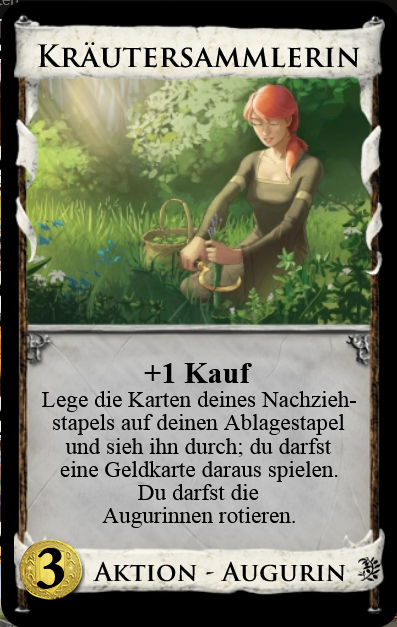 Kräutersammlerin
+1 Kauf
Lege die Karten deines Nachzieh-
stapels auf deinen Ablagestapel
und sieh ihn durch; du darfst
eine Geldkarte daraus spielen.
Du darfst die
Augurinnen rotieren.
3 Aktion - Augurin